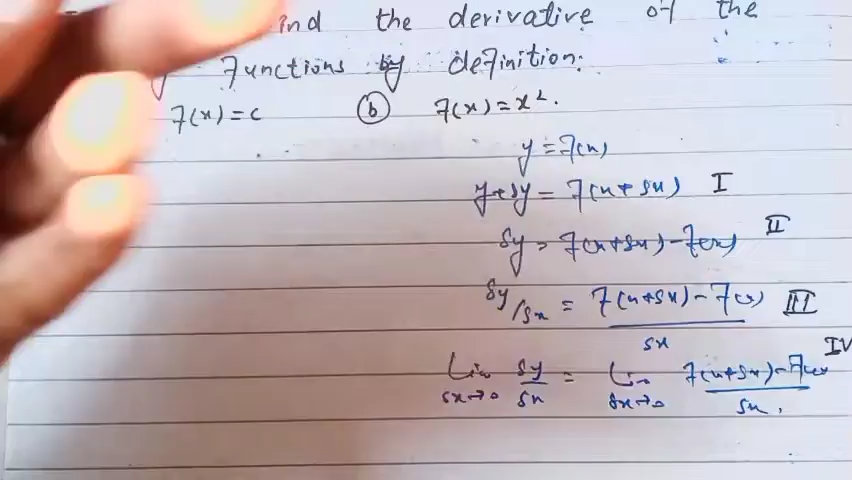 ind the derivative of the
functions by definition:
f(x)=c (b) f(x)=x².
y=f(x)
y+δy = f(x+δx) I
δy = f(x+δx)-f(x) II
δy/δx = f(x+δx)-f(x)/δx III
Lim δx→0 δy/δx = Lim δx→0 f(x+δx)-f(x)/δx. IV